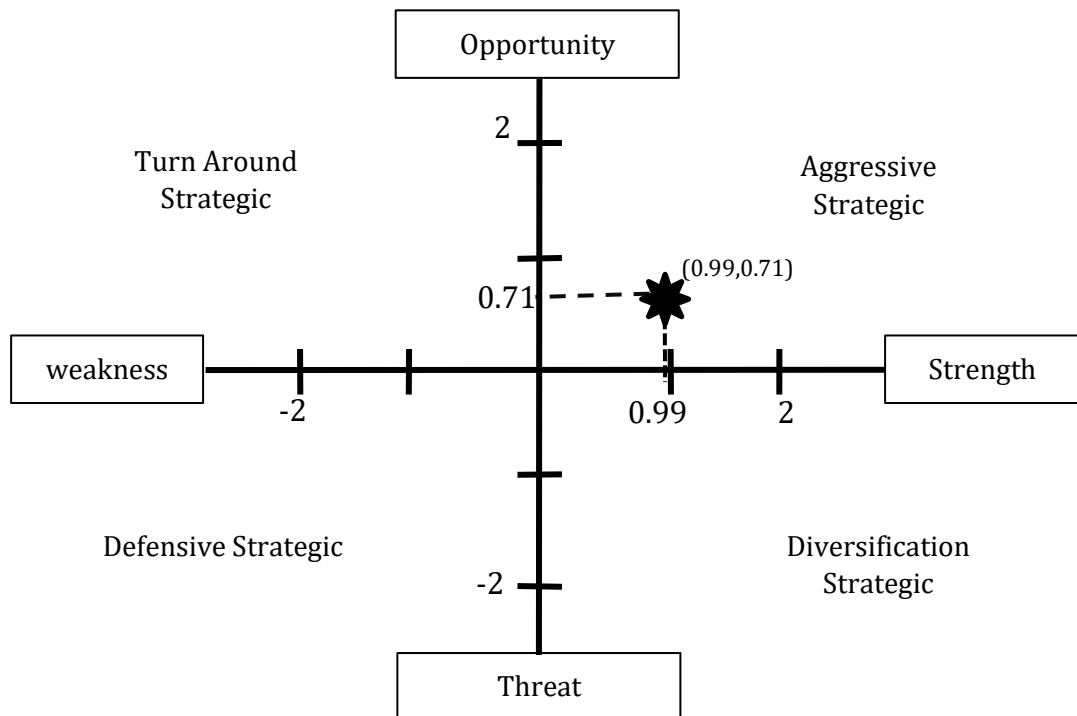 Opportunity
2
Turn Around
Strategic
Aggressive
Strategic
(0.99,0.71)
0.71
weakness
Strength
-2
0.99
2
Defensive Strategic
Diversification
Strategic
-2
Threat